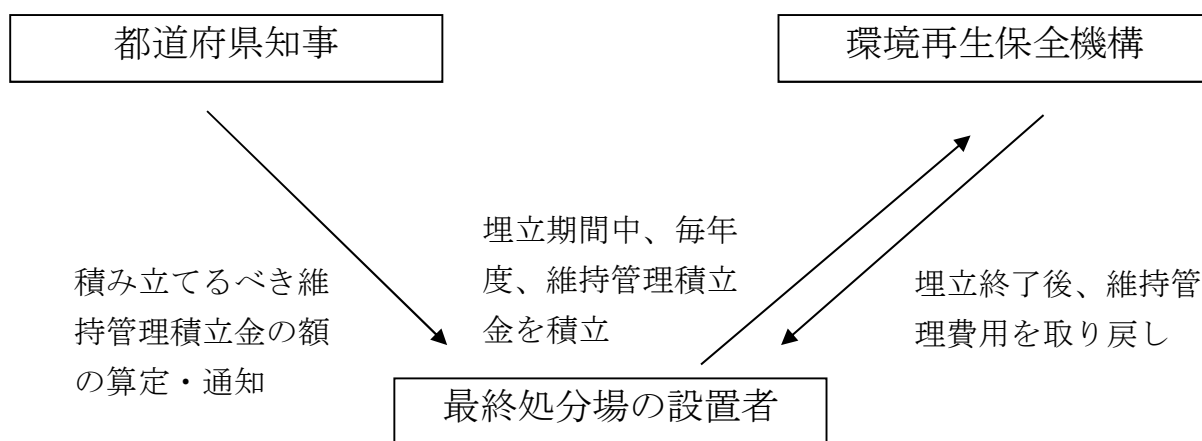 都道府県知事
環境再生保全機構
積み立てるべき維
持管理積立金の額
の算定・通知
埋立期間中、毎年
度、維持管理積立
金を積立
埋立終了後、維持管
理費用を取り戻し
最終処分場の設置者